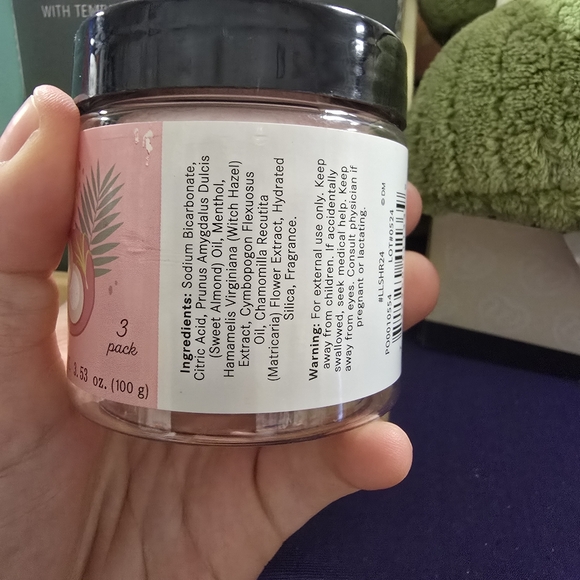 WITH TEMP
3
pack
3.53 oz. (100 g)
Ingredients: Sodium Bicarbonate,
Citric Acid, Prunus Amygdalus Dulcis
(Sweet Almond) Oil, Menthol,
Hamamelis Virginiana (Witch Hazel)
Extract, Cymbopogon Flexuosus
Oil, Chamomilla Recutita
(Matricaria) Flower Extract, Hydrated
Silica, Fragrance.
Warning: For external use only. Keep
away from children. If accidentally
swallowed, seek medical help. Keep
away from eyes. Consult physician if
pregnant or lactating.
#LLSHR24
PO0010554 LOT#0524 ©DM